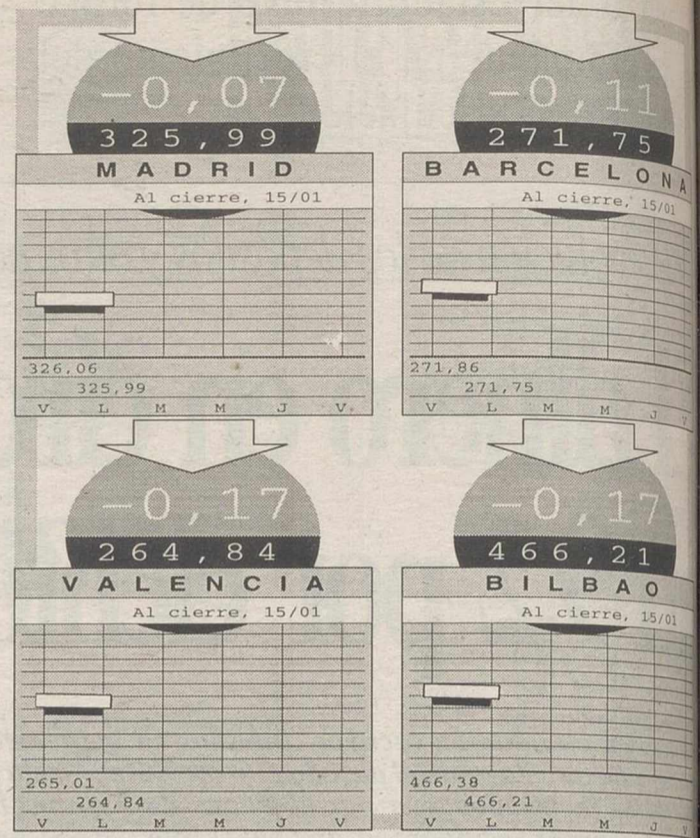 −0,07
325,99
MADRID
Al cierre, 15/01
326,06
325,99
V L M M J V
−0,11
271,75
BARCELONA
Al cierre, 15/01
271,86
271,75
V L M M J V
−0,17
264,84
VALENCIA
Al cierre, 15/01
265,01
264,84
V L M M J V
−0,17
466,21
BILBAO
Al cierre, 15/01
466,38
466,21
V L M M J V